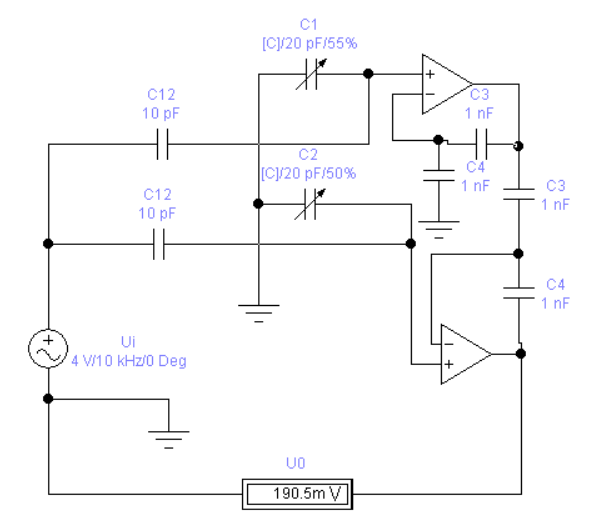 C1
[C]/20 pF/55%
+
−
C12
10 pF
C3
1 nF
C2
[C]/20 pF/50%
C4
1 nF
C3
1 nF
C12
10 pF
C4
1 nF
−
+
+
Ui
4 V/10 kHz/0 Deg
U0
190.5m V